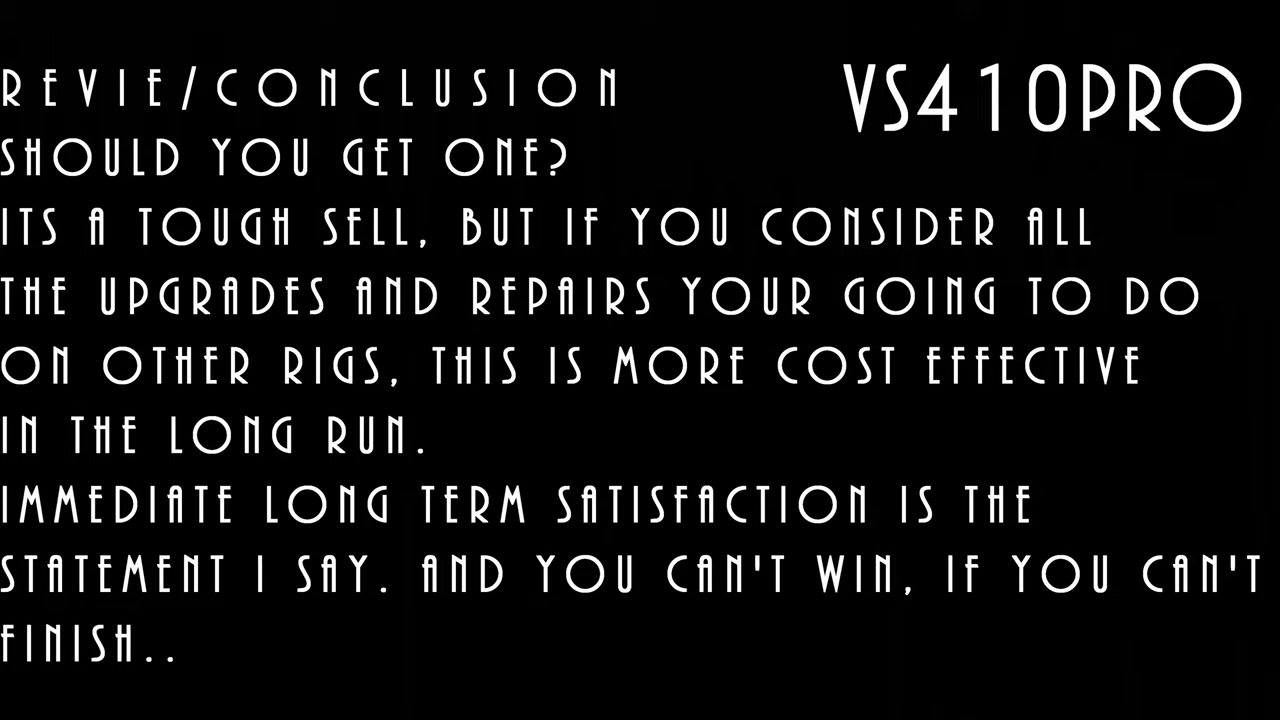 REVIE/CONCLUSION
VS410PRO
SHOULD YOU GET ONE?
ITS A TOUGH SELL, BUT IF YOU CONSIDER ALL
THE UPGRADES AND REPAIRS YOUR GOING TO DO
ON OTHER RIGS, THIS IS MORE COST EFFECTIVE
IN THE LONG RUN.
IMMEDIATE LONG TERM SATISFACTION IS THE
STATEMENT I SAY. AND YOU CAN'T WIN, IF YOU CAN'T
FINISH..